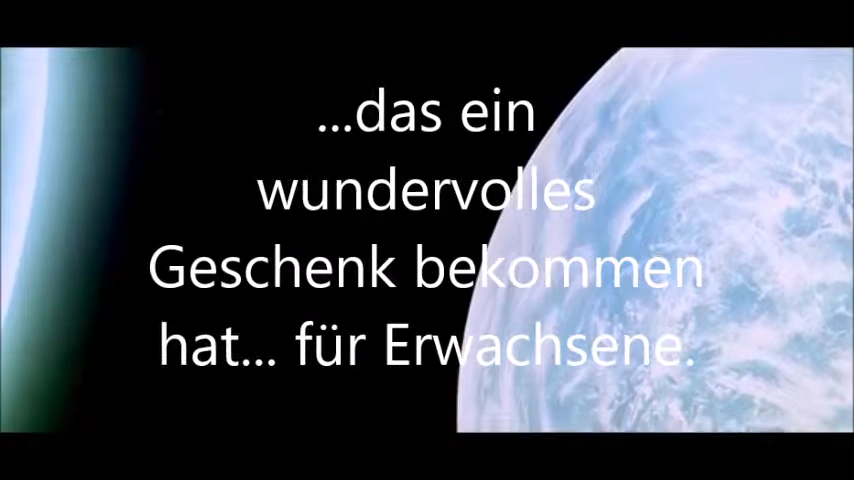 ...das ein
wundervolles
Geschenk bekommen
hat... für Erwachsene.